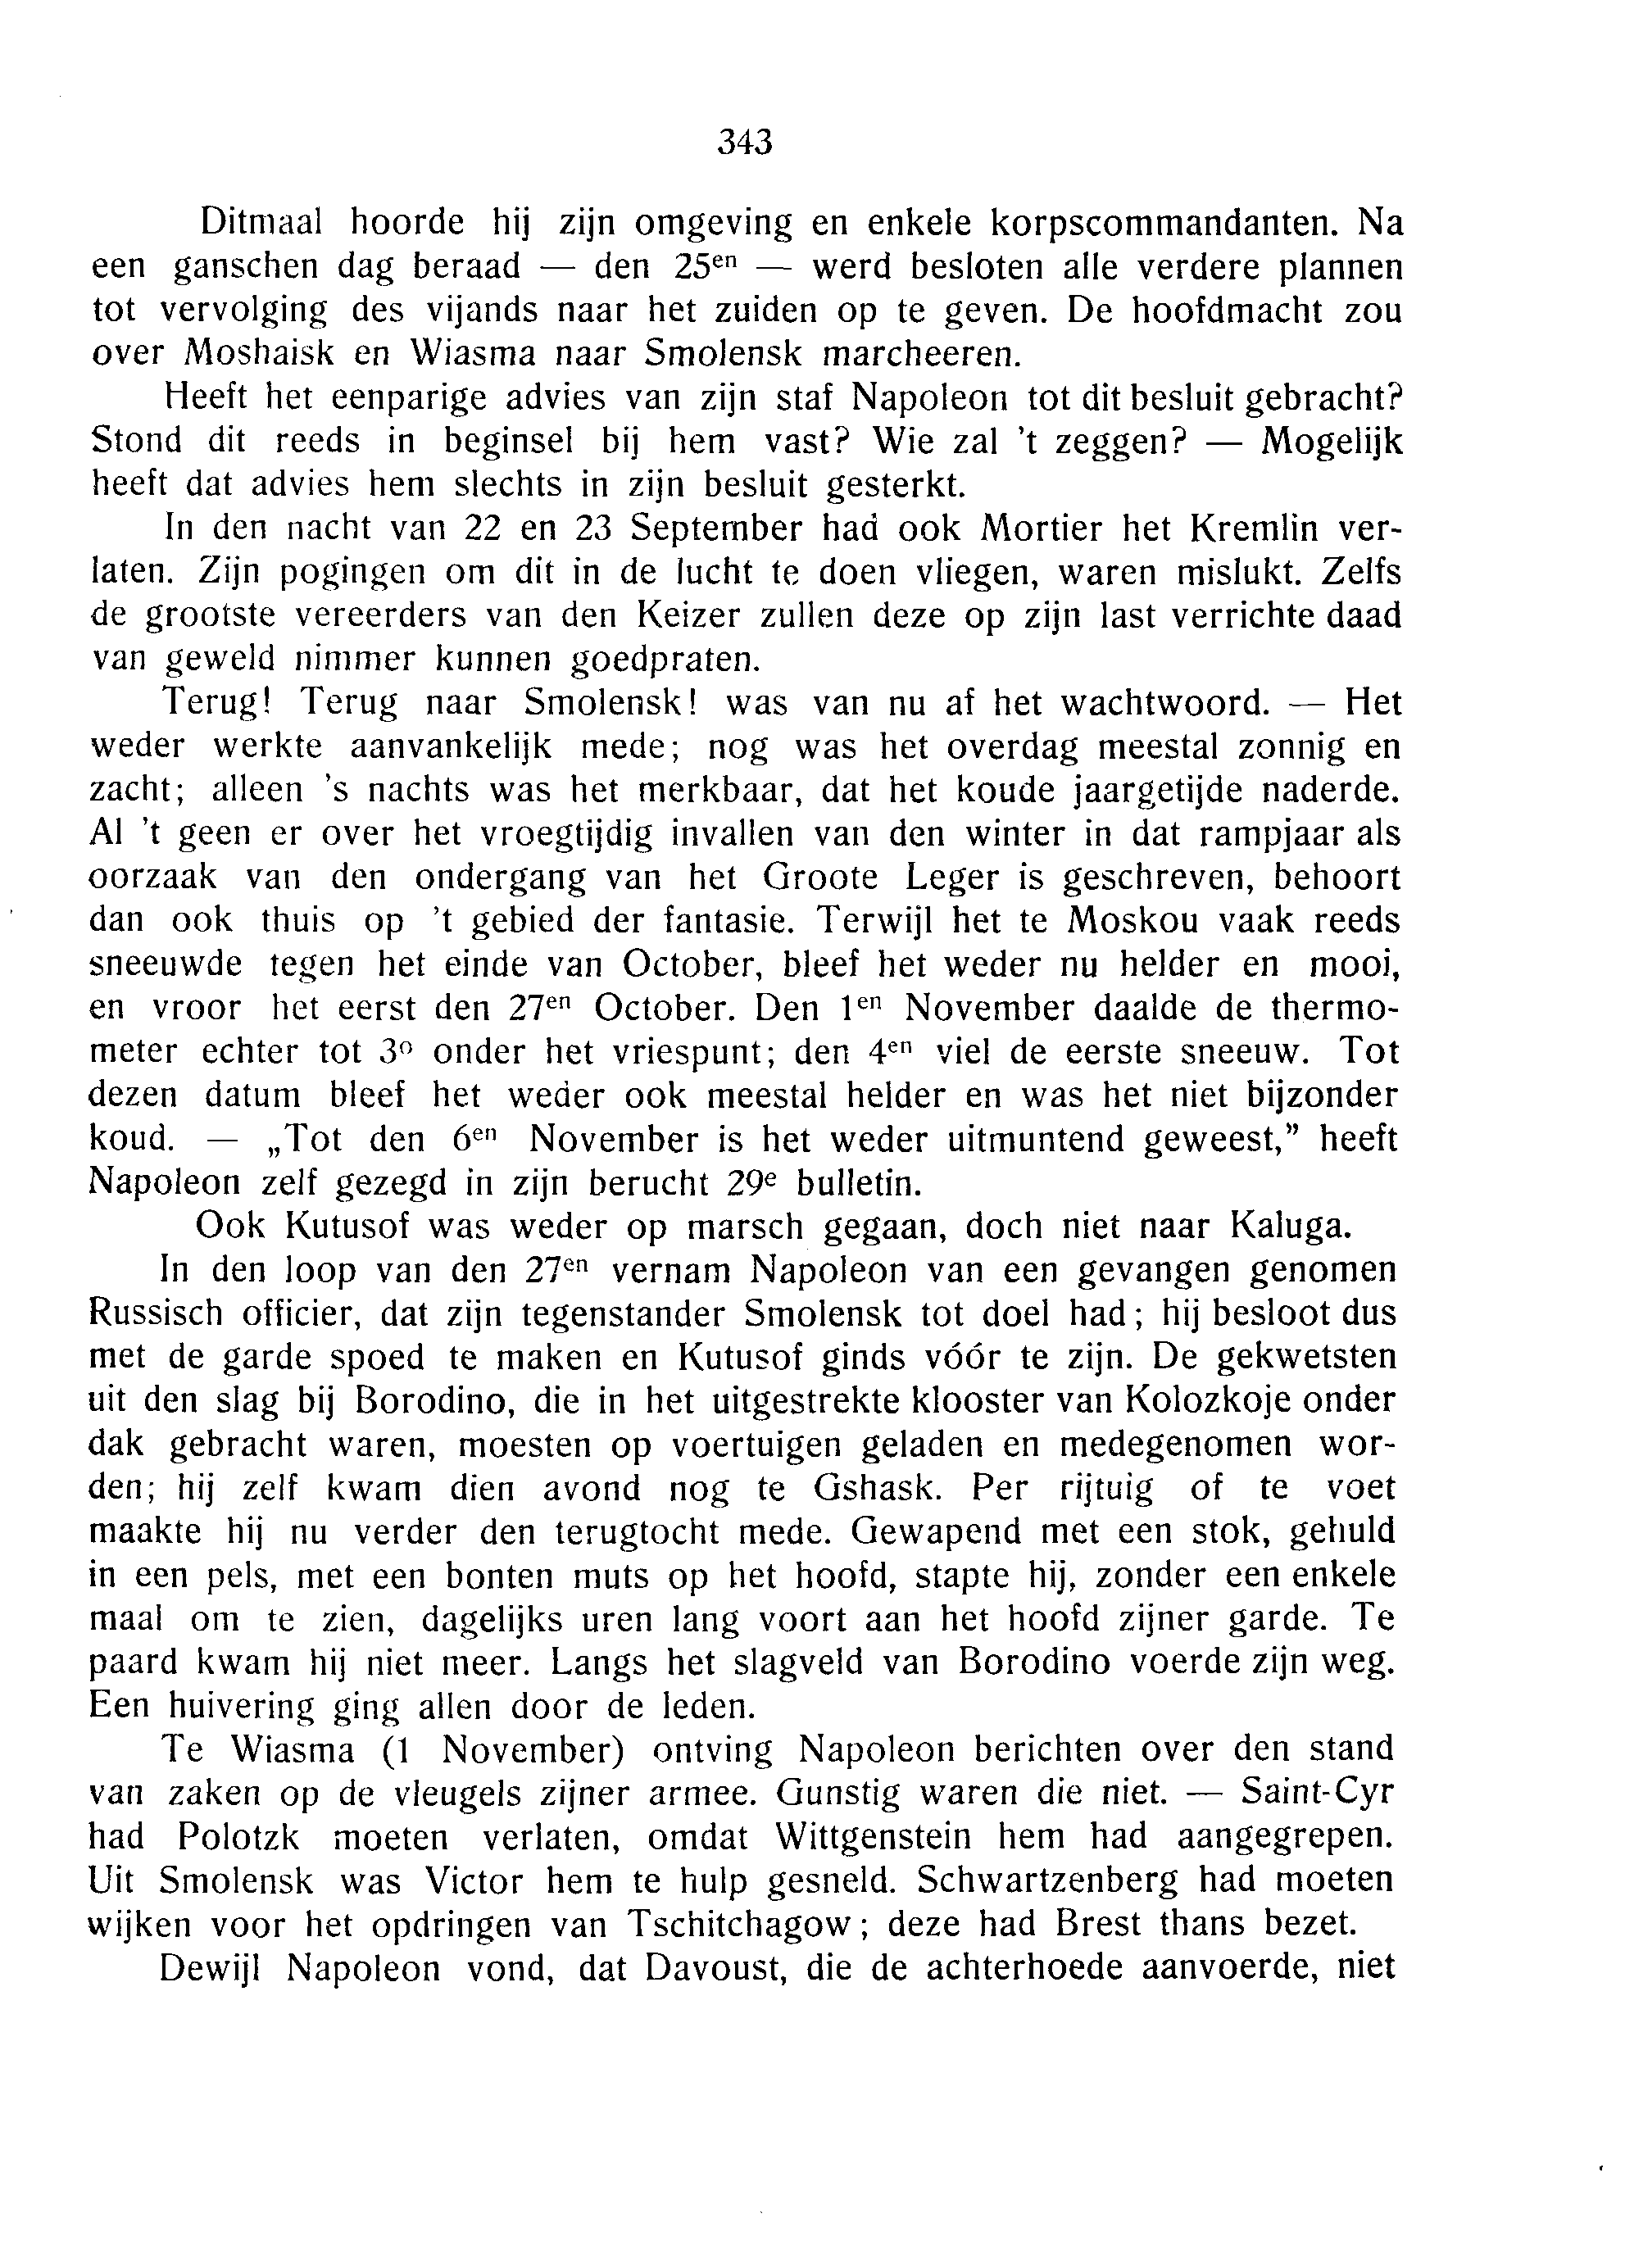 343
Ditmaal hoorde hij zijn omgeving en enkele korpscommandanten. Na
een ganschen dag beraad — den 25en — werd besloten alle verdere plannen
tot vervolging des vijands naar het zuiden op te geven. De hoofdmacht zou
over Moshaisk en Wiasma naar Smolensk marcheeren.
Heeft het eenparige advies van zijn staf Napoleon tot dit besluit gebracht?
Stond dit reeds in beginsel bij hem vast? Wie zal 't zeggen? — Mogelijk
heeft dat advies hem slechts in zijn besluit gesterkt.
In den nacht van 22 en 23 September had ook Mortier het Kremlin ver-
laten. Zijn pogingen om dit in de lucht te doen vliegen, waren mislukt. Zelfs
de grootste vereerders van den Keizer zullen deze op zijn last verrichte daad
van geweld nimmer kunnen goedpraten.
Terug! Terug naar Smolensk! was van nu af het wachtwoord. — Het
weder werkte aanvankelijk mede; nog was het overdag meestal zonnig en
zacht; alleen 's nachts was het merkbaar, dat het koude jaargetijde naderde.
Al 't geen er over het vroegtijdig invallen van den winter in dat rampjaar als
oorzaak van den ondergang van het Groote Leger is geschreven, behoort
dan ook thuis op 't gebied der fantasie. Terwijl het te Moskou vaak reeds
sneeuwde tegen het einde van October, bleef het weder nu helder en mooi,
en vroor het eerst den 27en October. Den 1en November daalde de thermo-
meter echter tot 3o onder het vriespunt; den 4en viel de eerste sneeuw. Tot
dezen datum bleef het weder ook meestal helder en was het niet bijzonder
koud. — „Tot den 6en November is het weder uitmuntend geweest,” heeft
Napoleon zelf gezegd in zijn berucht 29e bulletin.
Ook Kutusof was weder op marsch gegaan, doch niet naar Kaluga.
In den loop van den 27en vernam Napoleon van een gevangen genomen
Russisch officier, dat zijn tegenstander Smolensk tot doel had; hij besloot dus
met de garde spoed te maken en Kutusof ginds vóór te zijn. De gekwetsten
uit den slag bij Borodino, die in het uitgestrekte klooster van Kolozkoje onder
dak gebracht waren, moesten op voertuigen geladen en medegenomen wor-
den; hij zelf kwam dien avond nog te Gshask. Per rijtuig of te voet
maakte hij nu verder den terugtocht mede. Gewapend met een stok, gehuld
in een pels, met een bonten muts op het hoofd, stapte hij, zonder een enkele
maal om te zien, dagelijks uren lang voort aan het hoofd zijner garde. Te
paard kwam hij niet meer. Langs het slagveld van Borodino voerde zijn weg.
Een huivering ging allen door de leden.
Te Wiasma (1 November) ontving Napoleon berichten over den stand
van zaken op de vleugels zijner armee. Gunstig waren die niet. — Saint-Cyr
had Polotzk moeten verlaten, omdat Wittgenstein hem had aangegrepen.
Uit Smolensk was Victor hem te hulp gesneld. Schwartzenberg had moeten
wijken voor het opdringen van Tschitchagow; deze had Brest thans bezet.
Dewijl Napoleon vond, dat Davoust, die de achterhoede aanvoerde, niet